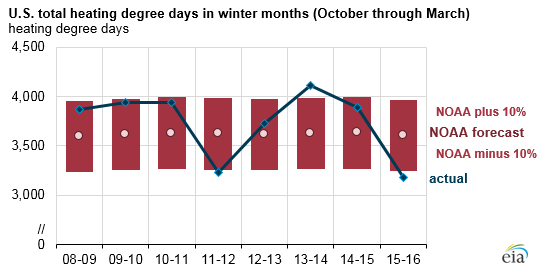 U.S. total heating degree days in winter months (October through March)
heating degree days
4,500
4,000
3,500
3,000
//
0
08-09 09-10 10-11 11-12 12-13 13-14 14-15 15-16
NOAA plus 10%
NOAA forecast
NOAA minus 10%
actual
eia